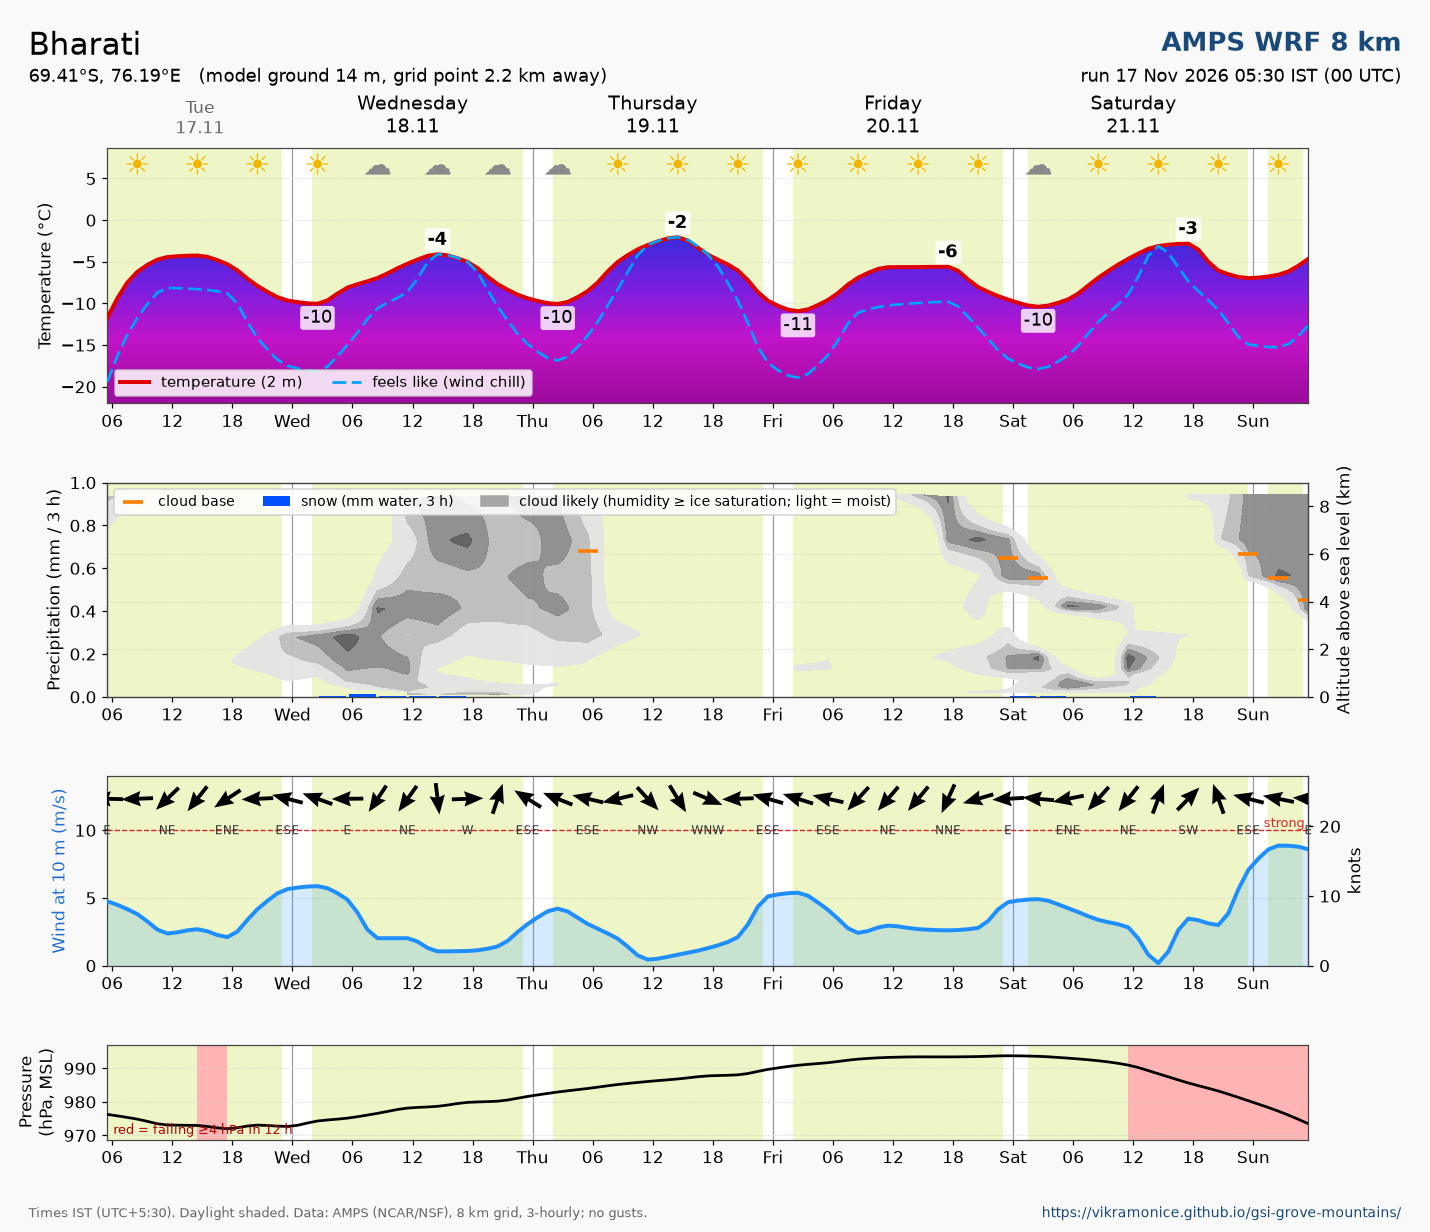 Bharati
AMPS WRF 8 km
69.41°S, 76.19°E (model ground 14 m, grid point 2.2 km away)
run 17 Nov 2026 05:30 IST (00 UTC)
Tue
17.11
Wednesday
18.11
Thursday
19.11
Friday
20.11
Saturday
21.11
Temperature (°C)
5
0
−5
−10
−15
−20
-4
-2
-6
-3
-10
-10
-11
-10
temperature (2 m)
feels like (wind chill)
06 12 18 Wed 06 12 18 Thu 06 12 18 Fri 06 12 18 Sat 06 12 18 Sun
Precipitation (mm / 3 h)
1.0
0.8
0.6
0.4
0.2
0.0
cloud base
snow (mm water, 3 h)
cloud likely (humidity ≥ ice saturation; light = moist)
Altitude above sea level (km)
8
6
4
2
0
06 12 18 Wed 06 12 18 Thu 06 12 18 Fri 06 12 18 Sat 06 12 18 Sun
Wind at 10 m (m/s)
10
5
0
E NE ENE ESE E NE W ESE ESE NW WNW ESE ESE NE NNE E ENE NE SW ESE E
strong
knots
20
10
0
06 12 18 Wed 06 12 18 Thu 06 12 18 Fri 06 12 18 Sat 06 12 18 Sun
Pressure
(hPa, MSL)
990
980
970
red = falling ≥4 hPa in 12 h
06 12 18 Wed 06 12 18 Thu 06 12 18 Fri 06 12 18 Sat 06 12 18 Sun
Times IST (UTC+5:30). Daylight shaded. Data: AMPS (NCAR/NSF), 8 km grid, 3-hourly; no gusts.
https://vikramonice.github.io/gsi-grove-mountains/